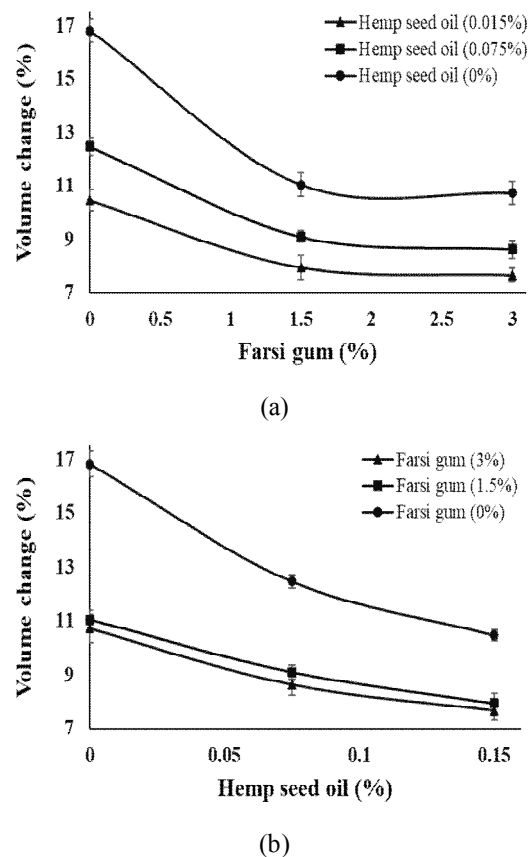 17
15
13
11
9
7
Volume change (%)
Hemp seed oil (0.015%)
Hemp seed oil (0.075%)
Hemp seed oil (0%)
0 0.5 1 1.5 2 2.5 3
Farsi gum (%)
(a)
17
15
13
11
9
7
Volume change (%)
Farsi gum (3%)
Farsi gum (1.5%)
Farsi gum (0%)
0 0.05 0.1 0.15
Hemp seed oil (%)
(b)